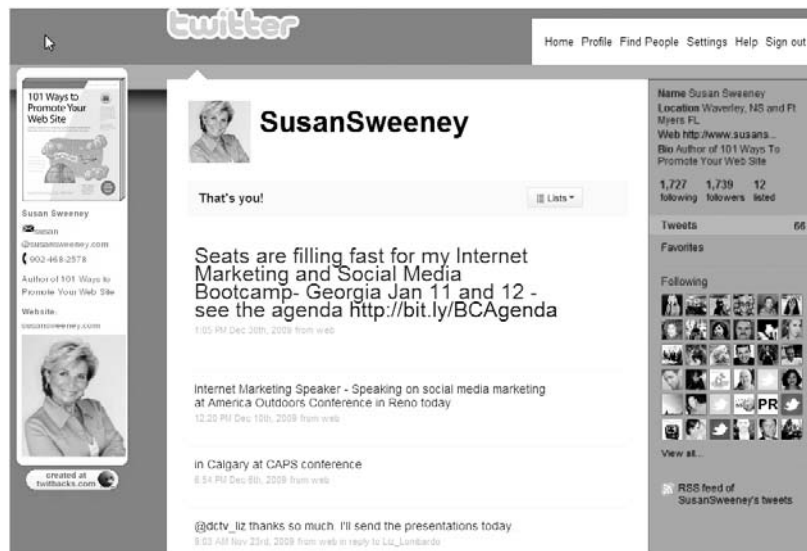 twitter
Home Profile Find People Settings Help Sign out
101 Ways to
Promote Your
Web Site
Susan Sweeney
susan
@susansweeney.com
902-468-2578
Author of 101 Ways to
Promote Your Web Site
Website:
susansweeney.com
created at
twitbacks.com
SusanSweeney
That's you!
Lists
Seats are filling fast for my Internet
Marketing and Social Media
Bootcamp- Georgia Jan 11 and 12 -
see the agenda http://bit.ly/BCAgenda
1:05 PM Dec 30th, 2009 from web
Internet Marketing Speaker - Speaking on social media marketing
at America Outdoors Conference in Reno today
12:20 PM Dec 10th, 2009 from web
in Calgary at CAPS conference
6:54 PM Dec 6th, 2009 from web
@dctv_liz thanks so much. I'll send the presentations today
5:03 AM Nov 23rd, 2009 from web in reply to Liz_Lombardo
Name Susan Sweeney
Location Waverley, NS and Ft
Myers FL
Web http://www.susans...
Bio Author of 101 Ways To
Promote Your Web Site
1,727 1,739 12
following followers listed
Tweets 66
Favorites
Following
PR
View all...
RSS feed of
SusanSweeney's tweets